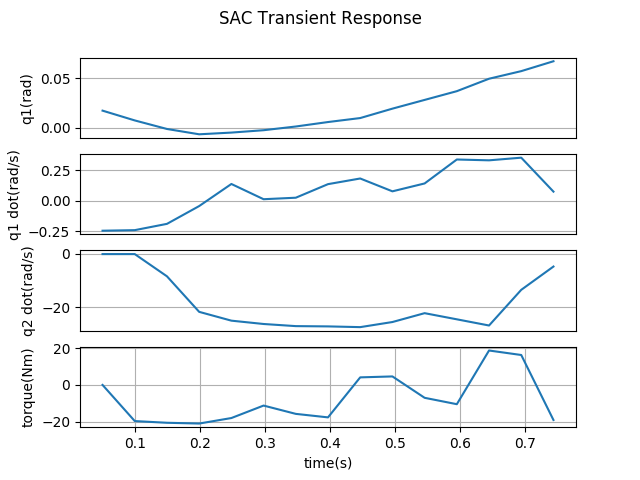 SAC Transient Response
q1(rad)
0.05
0.00
q1 dot(rad/s)
0.25
0.00
−0.25
q2 dot(rad/s)
0
−20
torque(Nm)
20
0
−20
0.1 0.2 0.3 0.4 0.5 0.6 0.7
time(s)